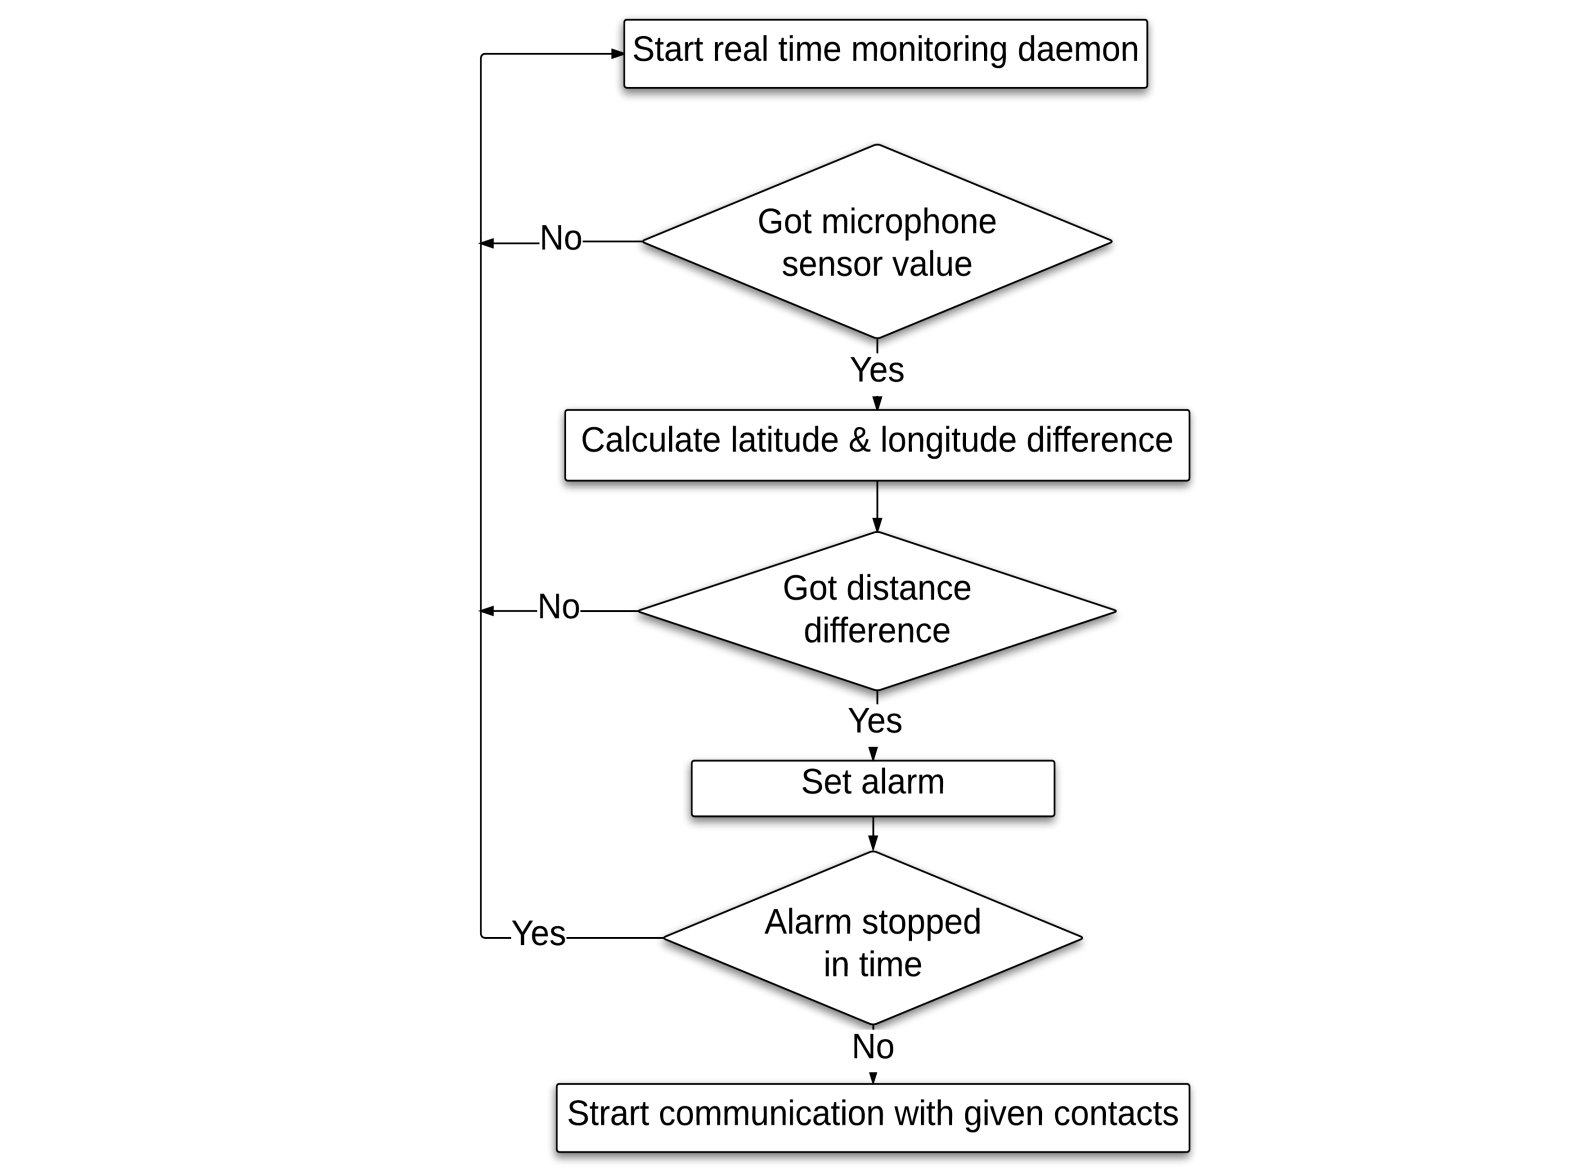 Start real time monitoring daemon
Got microphone
sensor value
No
Yes
Calculate latitude & longitude difference
Got distance
difference
No
Yes
Set alarm
Alarm stopped
in time
Yes
No
Strart communication with given contacts